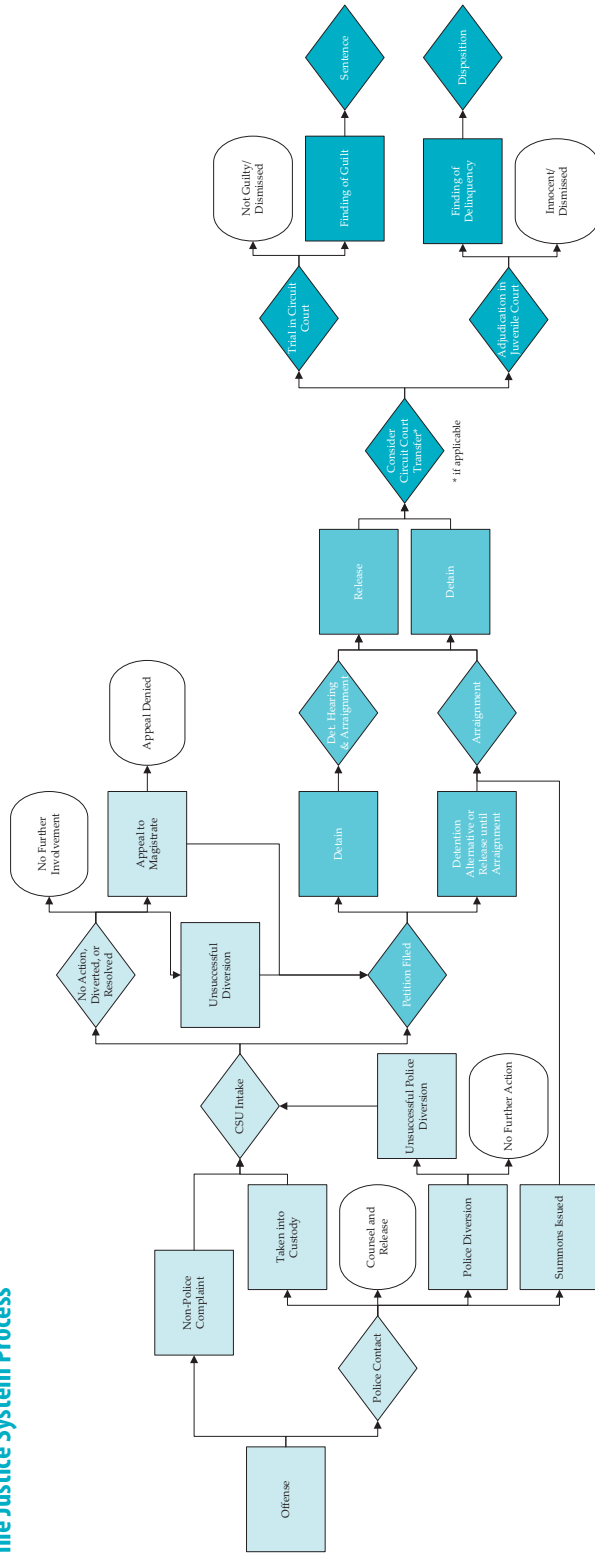 The Justice System Process
Offense
Non-Police
Complaint
Police Contact
Taken into
Custody
Counsel and
Release
Police Diversion
Summons Issued
CSU Intake
Unsuccessful Police
Diversion
No Further Action
No Action,
Diverted, or
Resolved
No Further
Involvement
Appeal to
Magistrate
Appeal Denied
Unsuccessful
Diversion
Petition Filed
Detain
Detention
Alternative or
Release until
Arraignment
Det. Hearing
& Arraignment
Arraignment
Release
Detain
Consider
Circuit Court
Transfer*
* if applicable
Trial in Circuit
Court
Not Guilty/
Dismissed
Finding of Guilt
Sentence
Adjudication in
Juvenile Court
Finding of
Delinquency
Disposition
Innocent/
Dismissed